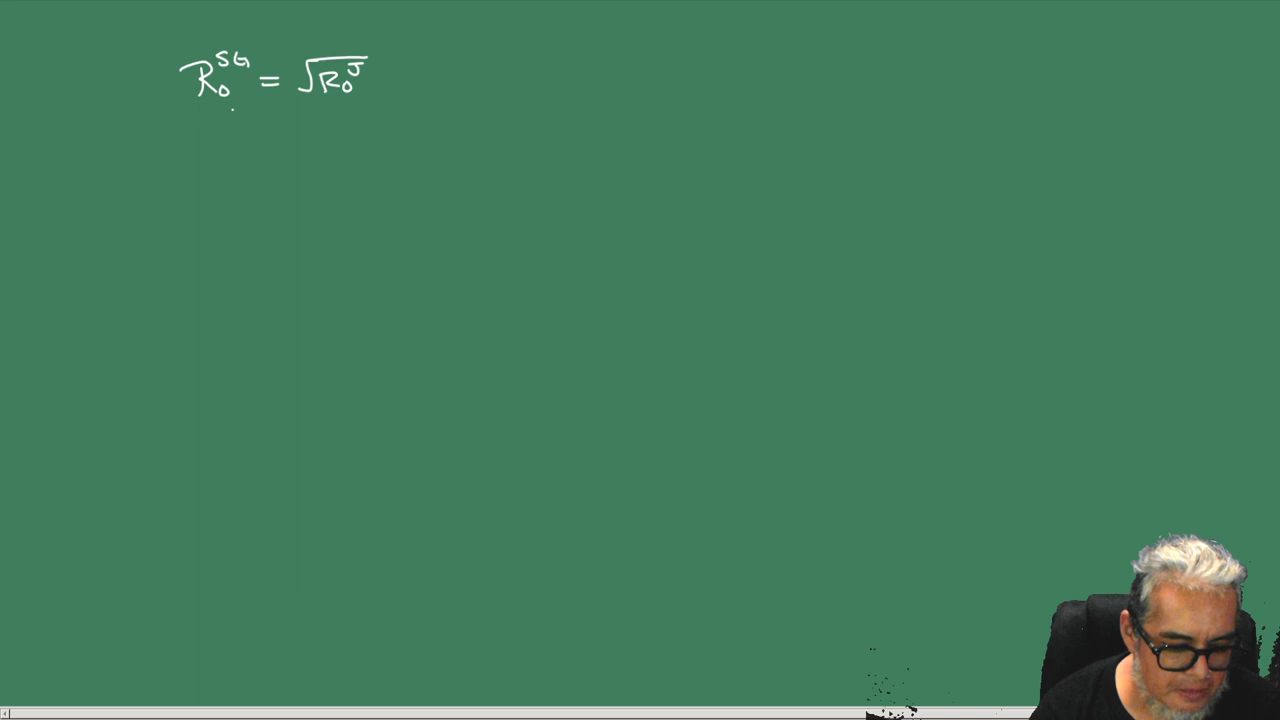 R₀^SG = √R₀^J